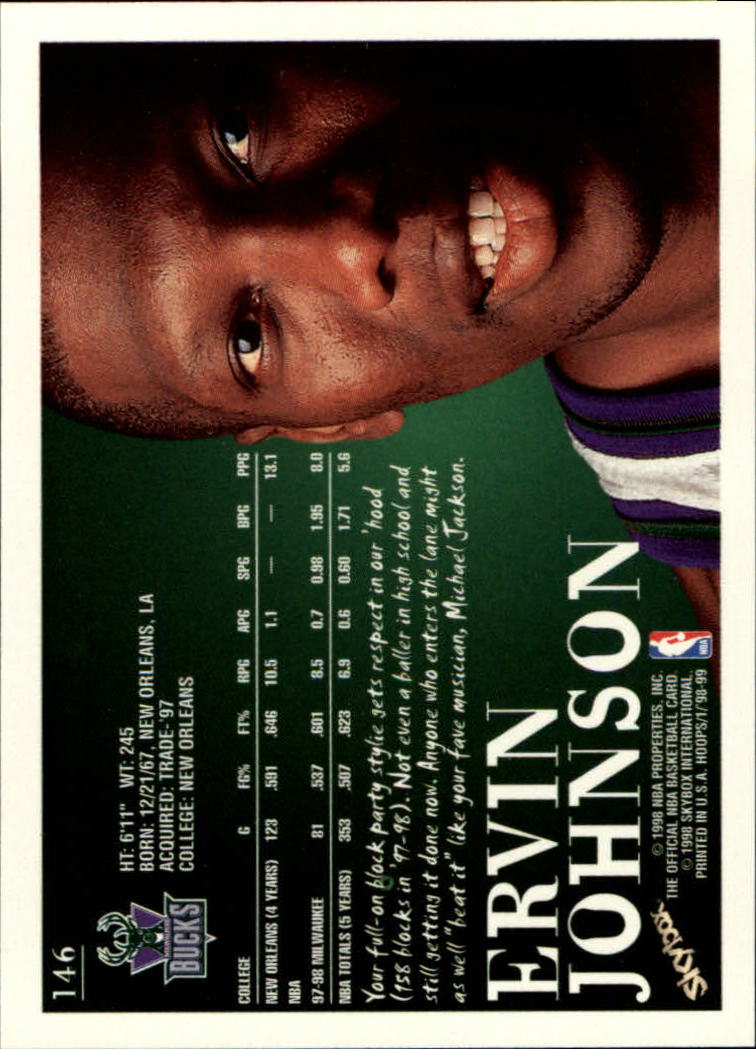 146
BUCKS
HT: 6'11" WT: 245
BORN: 12/21/67, NEW ORLEANS, LA
ACQUIRED: TRADE-'97
COLLEGE: NEW ORLEANS
COLLEGE G FG% FT% RPG APG SPG BPG PPG
NEW ORLEANS (4 YEARS) 123 .591 .646 10.5 1.1 — — 13.1
NBA
97-98 MILWAUKEE 81 .537 .601 8.5 0.7 0.98 1.95 8.0
NBA TOTALS (5 YEARS) 353 .507 .623 6.9 0.6 0.60 1.71 5.6
Your full-on block party stylie gets respect in our 'hood
(158 blocks in '97-98). Not even a baller in high school and
still getting it done now. Anyone who enters the lane might
as well "beat it" like your fave musician, Michael Jackson.
ERVIN
JOHNSON
Skybox™
© 1998 NBA PROPERTIES, INC.
THE OFFICIAL NBA BASKETBALL CARD.
© 1998 SKYBOX INTERNATIONAL.
PRINTED IN U.S.A. HOOPS/1/98-99
NBA